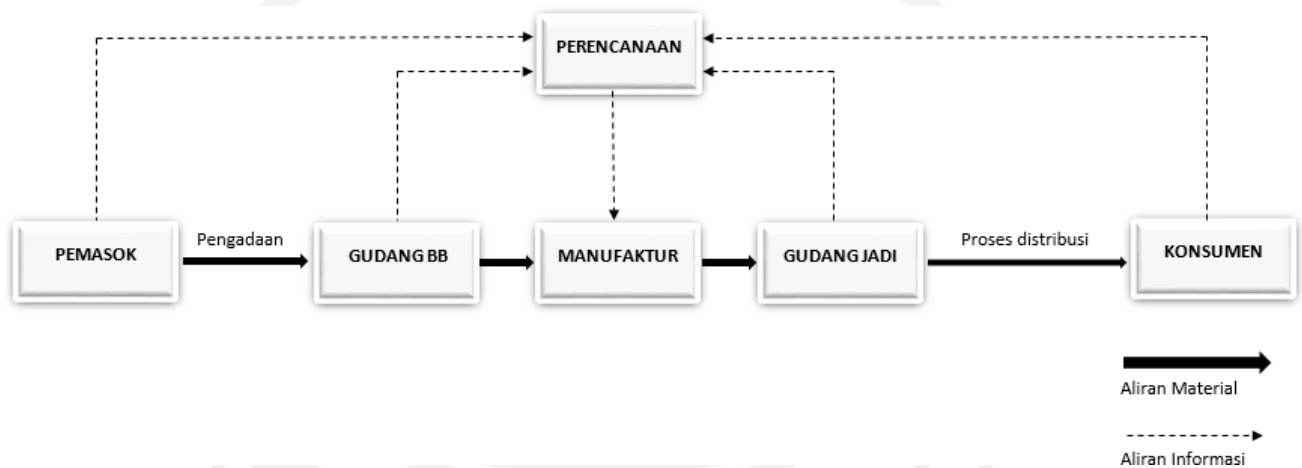 PERENCANAAN
PEMASOK
Pengadaan
GUDANG BB
MANUFAKTUR
GUDANG JADI
Proses distribusi
KONSUMEN
Aliran Material
Aliran Informasi